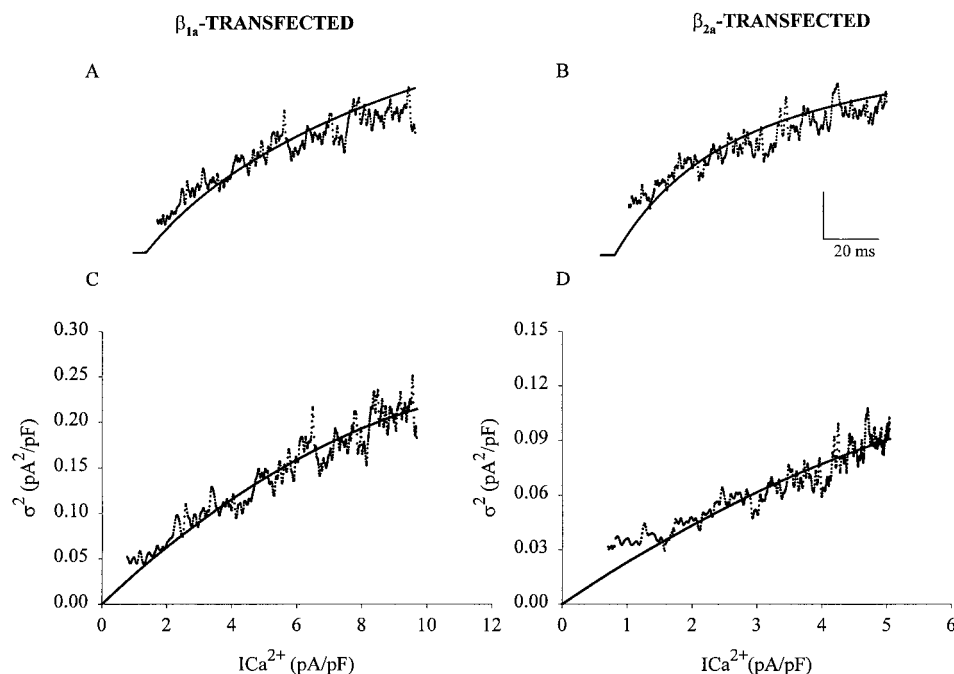 β1a-TRANSFECTED
β2a-TRANSFECTED
A
B
20 ms
C
D
σ-2 (pA2/pF)
0.30
0.25
0.20
0.15
0.10
0.05
0.00
0
2
4
6
8
10
12
ICa2+ (pA/pF)
σ-2 (pA2/pF)
0.15
0.12
0.09
0.06
0.03
0.00
0
1
2
3
4
5
6
ICa2+ (pA/pF)